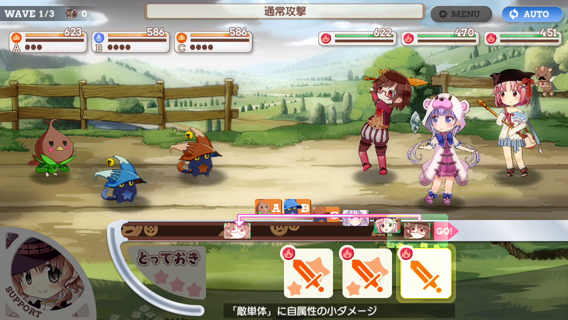 WAVE 1/3
通常攻撃
MENU
AUTO
623
586
586
622
470
451
A
B
C
A
B
GO!
とっておき
SUPPORT
「敵単体」に自属性の小ダメージ